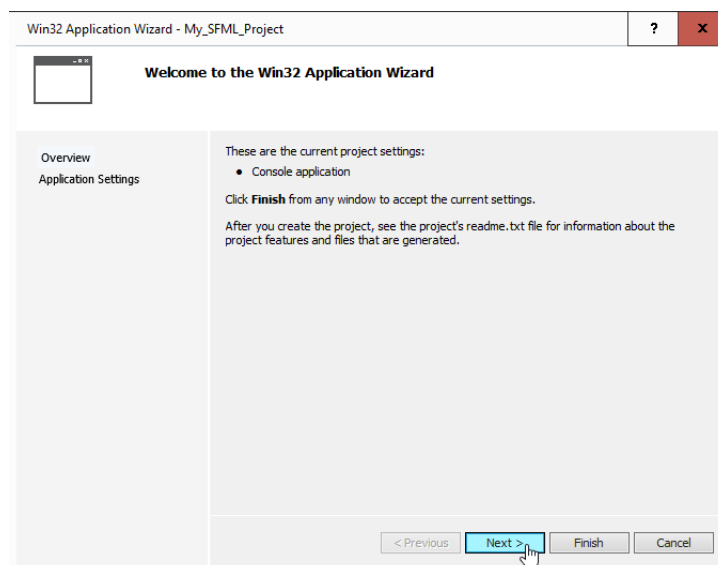 Win32 Application Wizard - My_SFML_Project
? x
Welcome to the Win32 Application Wizard
Overview
Application Settings
These are the current project settings:
• Console application
Click Finish from any window to accept the current settings.
After you create the project, see the project's readme.txt file for information about the
project features and files that are generated.
< Previous Next > Finish Cancel